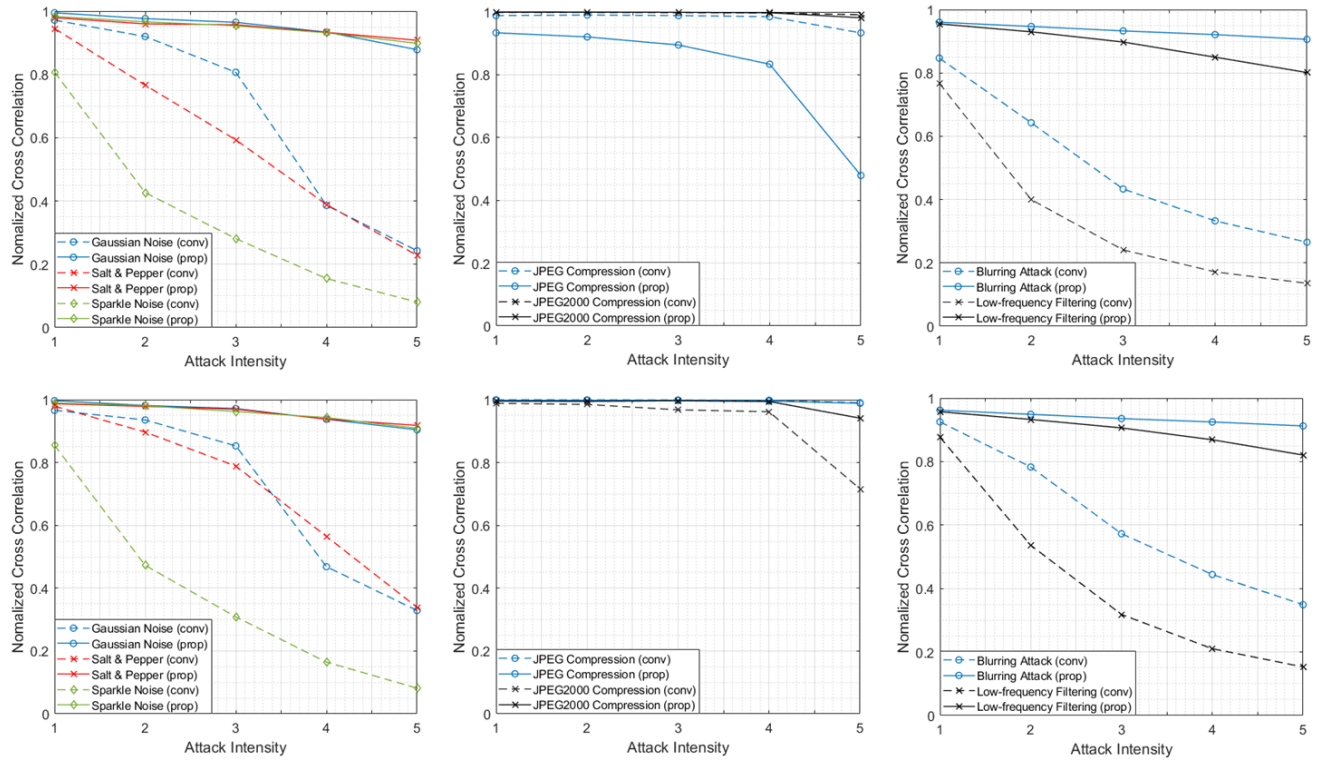 Nomalized Cross Correlation
1
0.8
0.6
0.4
0.2
0
Gaussian Noise (conv)
Gaussian Noise (prop)
Salt & Pepper (conv)
Salt & Pepper (prop)
Sparkle Noise (conv)
Sparkle Noise (prop)
1 2 3 4 5
Attack Intensity
Nomalized Cross Correlation
1
0.8
0.6
0.4
0.2
0
JPEG Compression (conv)
JPEG Compression (prop)
JPEG2000 Compression (conv)
JPEG2000 Compression (prop)
1 2 3 4 5
Attack Intensity
Nomalized Cross Correlation
1
0.8
0.6
0.4
0.2
0
Blurring Attack (conv)
Blurring Attack (prop)
Low-frequency Filtering (conv)
Low-frequency Filtering (prop)
1 2 3 4 5
Attack Intensity
Nomalized Cross Correlation
1
0.8
0.6
0.4
0.2
0
Gaussian Noise (conv)
Gaussian Noise (prop)
Salt & Pepper (conv)
Salt & Pepper (prop)
Sparkle Noise (conv)
Sparkle Noise (prop)
1 2 3 4 5
Attack Intensity
Nomalized Cross Correlation
1
0.8
0.6
0.4
0.2
0
JPEG Compression (conv)
JPEG Compression (prop)
JPEG2000 Compression (conv)
JPEG2000 Compression (prop)
1 2 3 4 5
Attack Intensity
Nomalized Cross Correlation
1
0.8
0.6
0.4
0.2
0
Blurring Attack (conv)
Blurring Attack (prop)
Low-frequency Filtering (conv)
Low-frequency Filtering (prop)
1 2 3 4 5
Attack Intensity